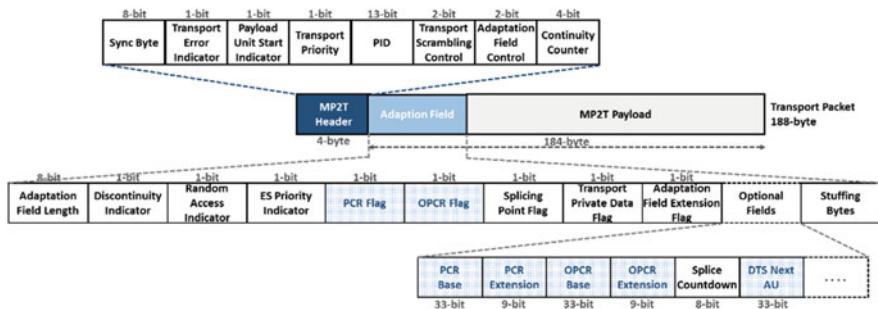 8-bit 1-bit 1-bit 1-bit 13-bit 2-bit 2-bit 4-bit
Sync Byte
Transport
Error
Indicator
Payload
Unit Start
Indicator
Transport
Priority
PID
Transport
Scrambling
Control
Adaptation
Field
Control
Continuity
Counter
MP2T
Header
Adaption Field
MP2T Payload
Transport Packet
188-byte
4-byte
184-byte
8-bit 1-bit 1-bit 1-bit 1-bit 1-bit 1-bit 1-bit 1-bit
Adaptation
Field Length
Discontinuity
Indicator
Random
Access
Indicator
ES Priority
Indicator
PCR Flag
OPCR Flag
Splicing
Point Flag
Transport
Private Data
Flag
Adaptation
Field Extension
Flag
Optional
Fields
Stuffing
Bytes
PCR
Base
PCR
Extension
OPCR
Base
OPCR
Extension
Splice
Countdown
DTS Next
AU
....
33-bit 9-bit 33-bit 9-bit 8-bit 33-bit